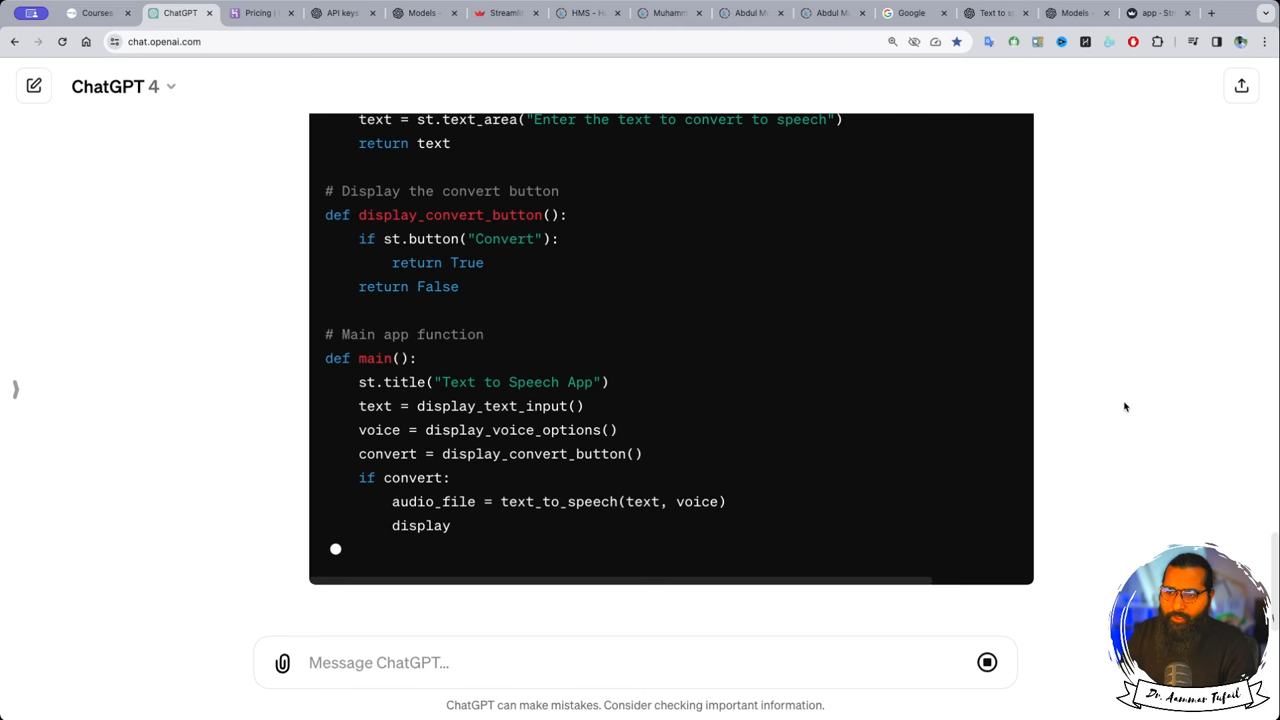 Courses
ChatGPT
Pricing |
API keys
Models -
Streamlit
HMS - H
Muhamm
Abdul M
Abdul M
Google
Text to s
Models -
app · Str
chat.openai.com
ChatGPT 4
text = st.text_area("Enter the text to convert to speech")
return text
# Display the convert button
def display_convert_button():
if st.button("Convert"):
return True
return False
# Main app function
def main():
st.title("Text to Speech App")
text = display_text_input()
voice = display_voice_options()
convert = display_convert_button()
if convert:
audio_file = text_to_speech(text, voice)
display
Message ChatGPT...
ChatGPT can make mistakes. Consider checking important information.
Dr. Aammar Tufail